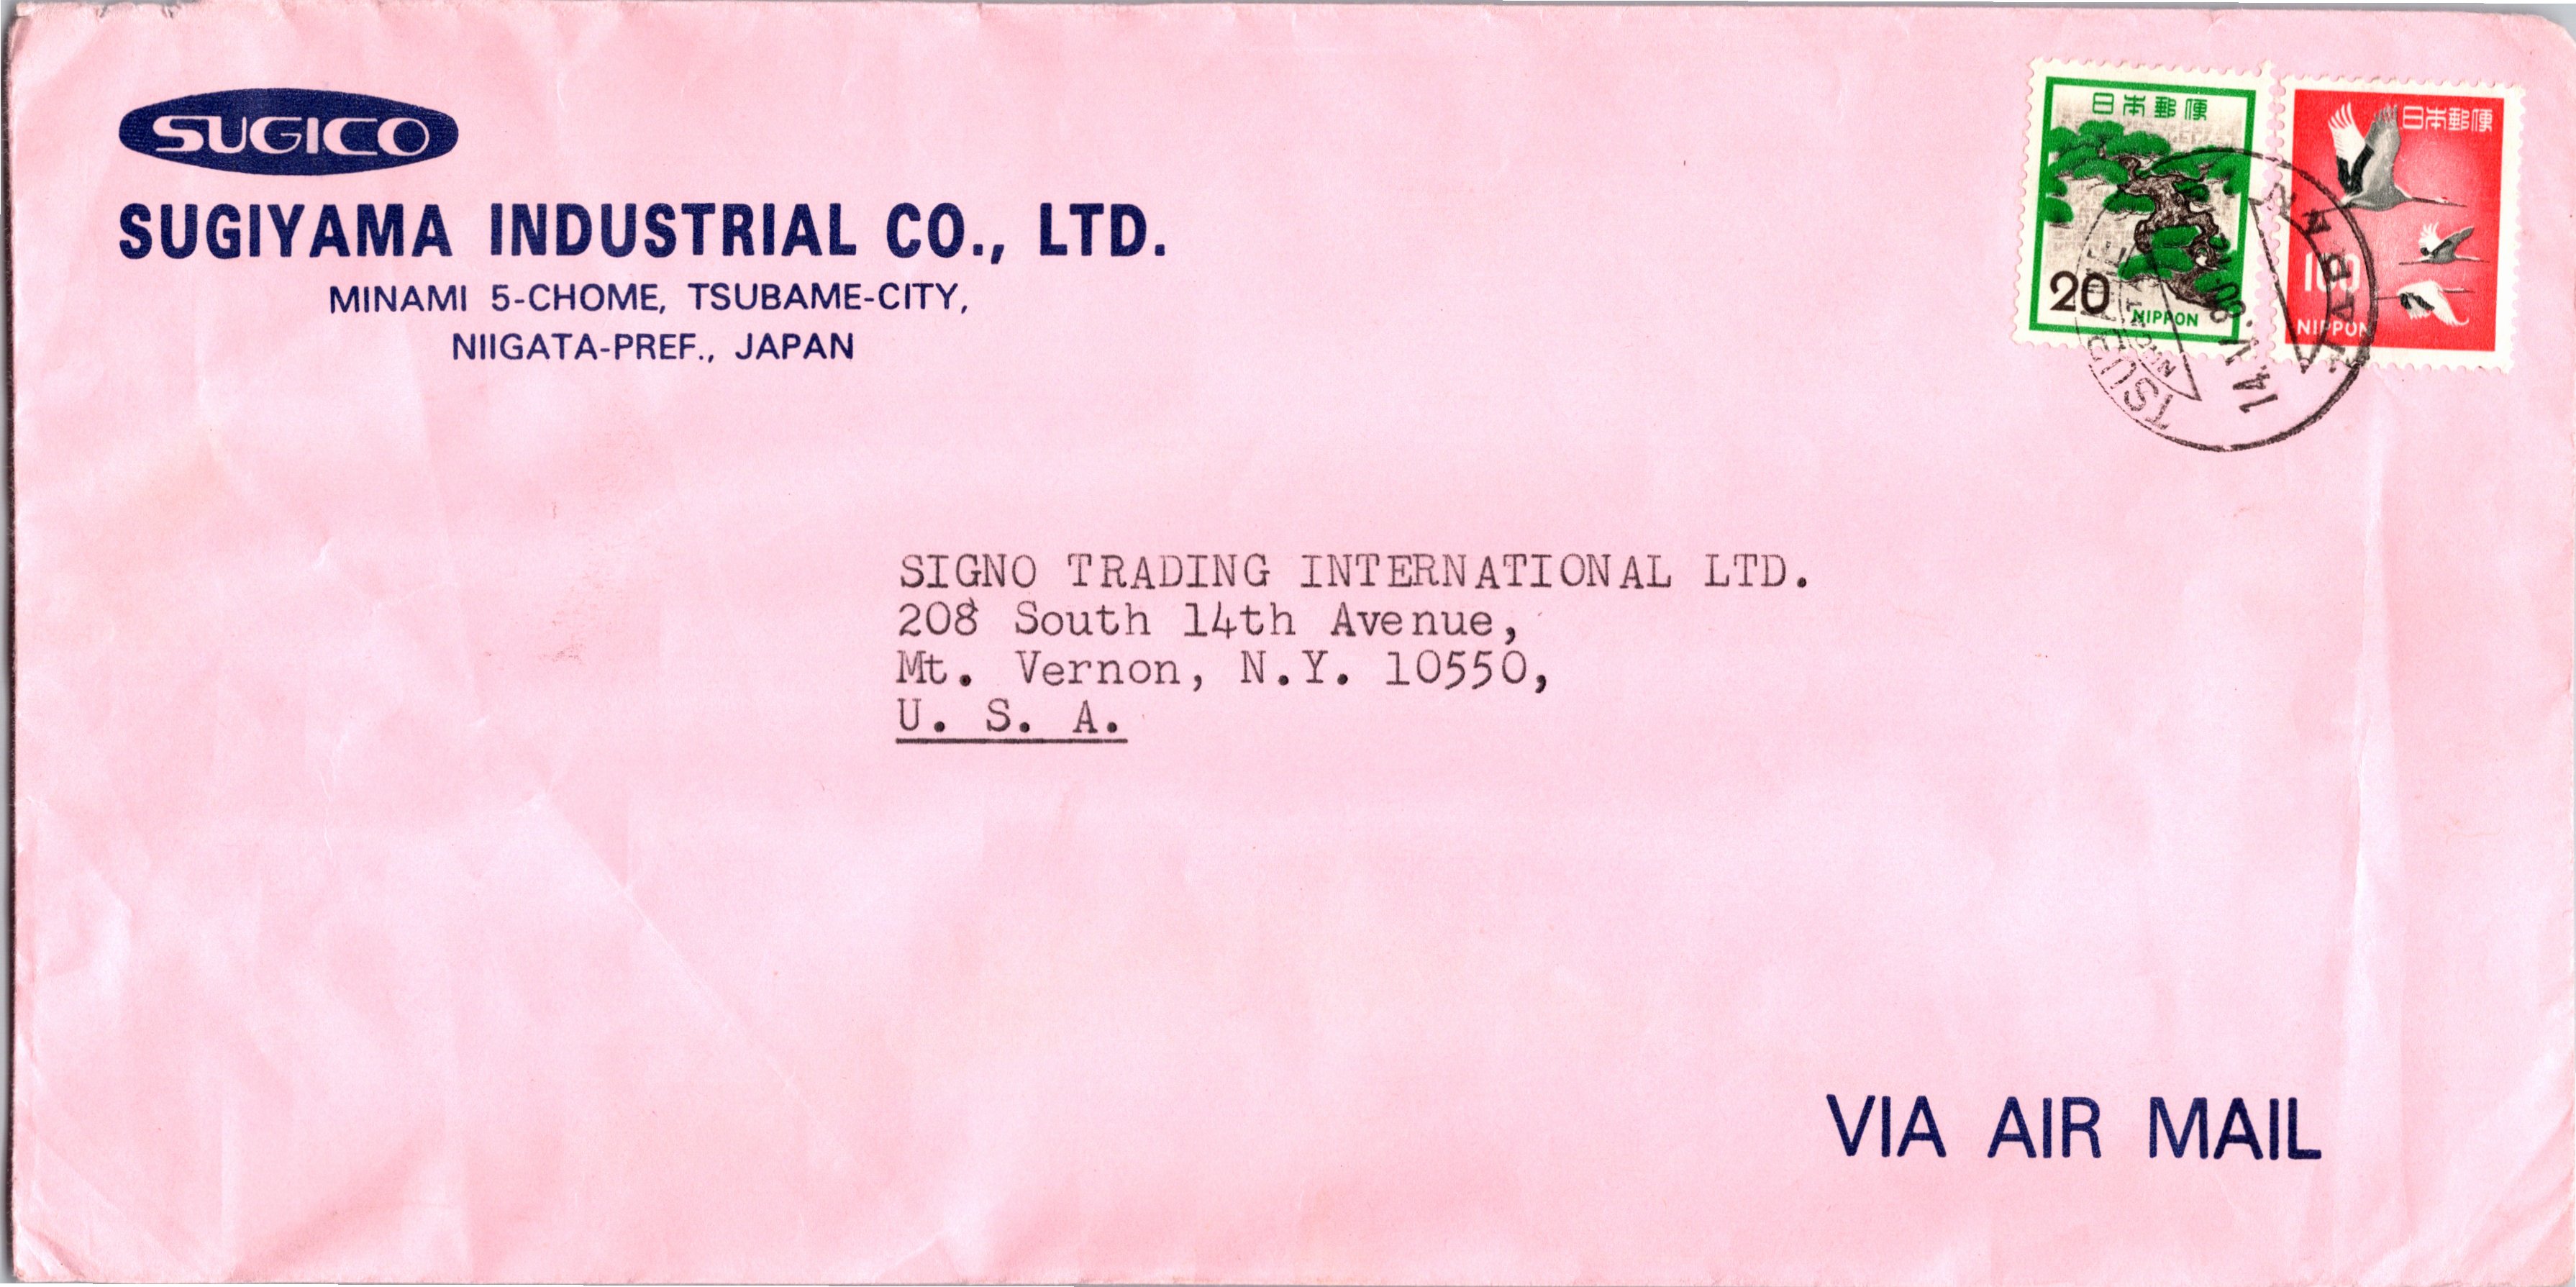 SUGICO
SUGIYAMA INDUSTRIAL CO., LTD.
MINAMI 5-CHOME, TSUBAME-CITY,
NIIGATA-PREF., JAPAN
日本郵便
20
NIPPON
日本郵便
100
NIPPON
JAPAN
SIGNO TRADING INTERNATIONAL LTD.
208 South 14th Avenue,
Mt. Vernon, N.Y. 10550,
U. S. A.
VIA AIR MAIL